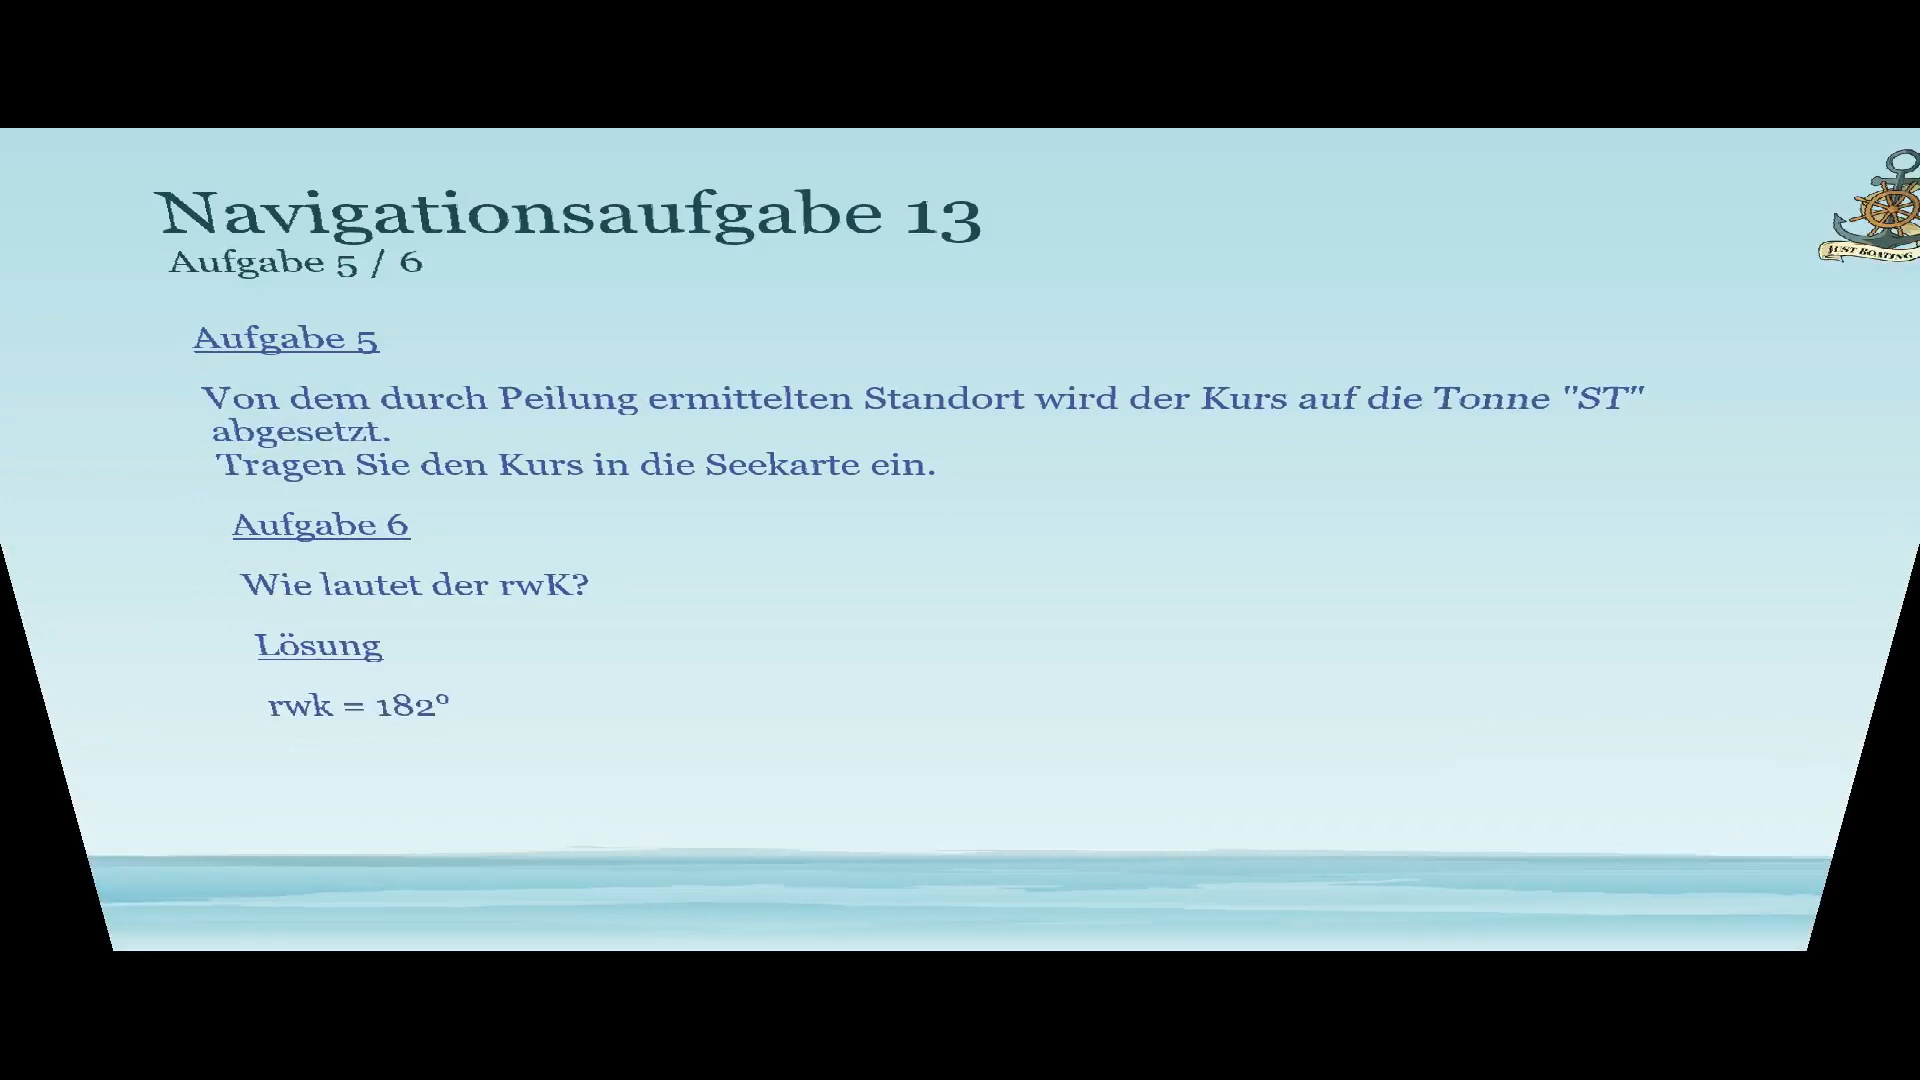 Navigationsaufgabe 13
Aufgabe 5 / 6
JUST BOATING
Aufgabe 5
Von dem durch Peilung ermittelten Standort wird der Kurs auf die Tonne "ST"
abgesetzt.
Tragen Sie den Kurs in die Seekarte ein.
Aufgabe 6
Wie lautet der rwK?
Lösung
rwk = 182°